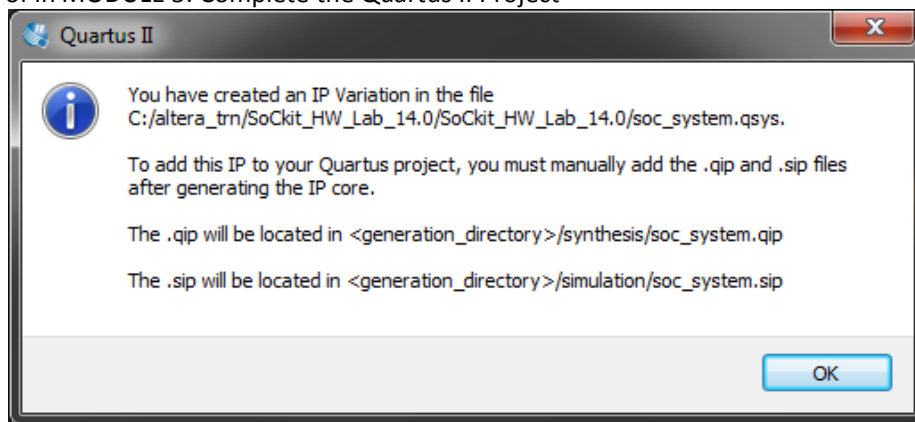 3. in MODULE 3: Complete the Quartus II Project
Quartus II
You have created an IP Variation in the file
C:/altera_trn/SoCkit_HW_Lab_14.0/SoCkit_HW_Lab_14.0/soc_system.qsys.
To add this IP to your Quartus project, you must manually add the .qip and .sip files
after generating the IP core.
The .qip will be located in <generation_directory>/synthesis/soc_system.qip
The .sip will be located in <generation_directory>/simulation/soc_system.sip
OK